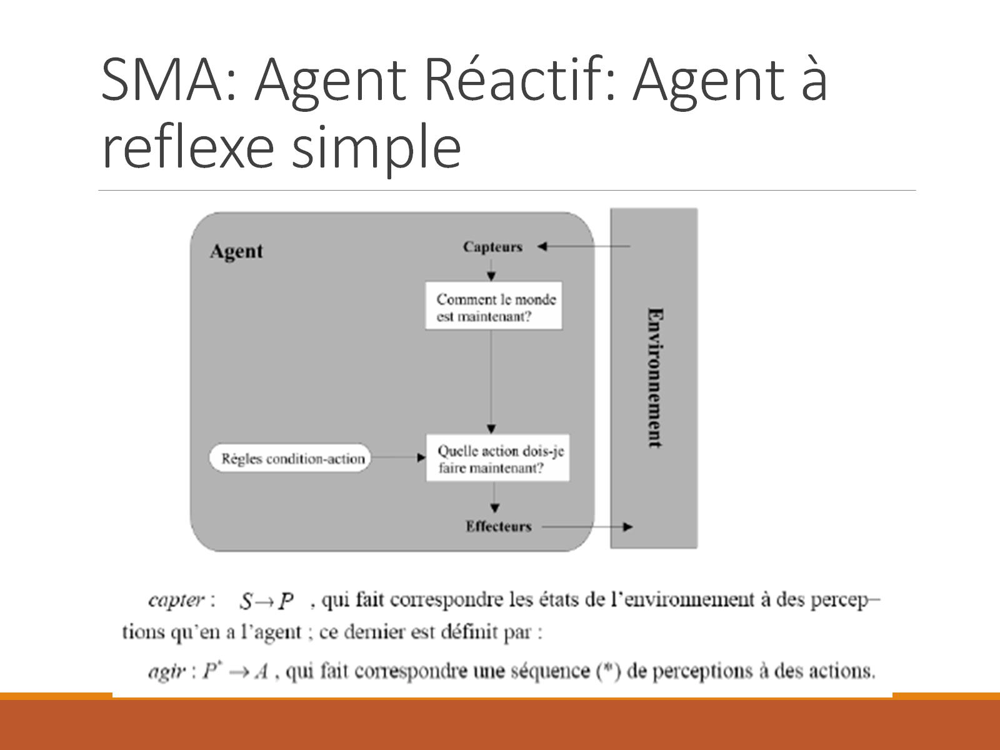 SMA: Agent Réactif: Agent à
reflexe simple
Agent
Capteurs
Comment le monde
est maintenant?
Environnement
Règles condition-action
Quelle action dois-je
faire maintenant?
Effecteurs
capter : S→P , qui fait correspondre les états de l'environnement à des percep–
tions qu'en a l'agent ; ce dernier est définit par :
agir : P* → A , qui fait correspondre une séquence (*) de perceptions à des actions.